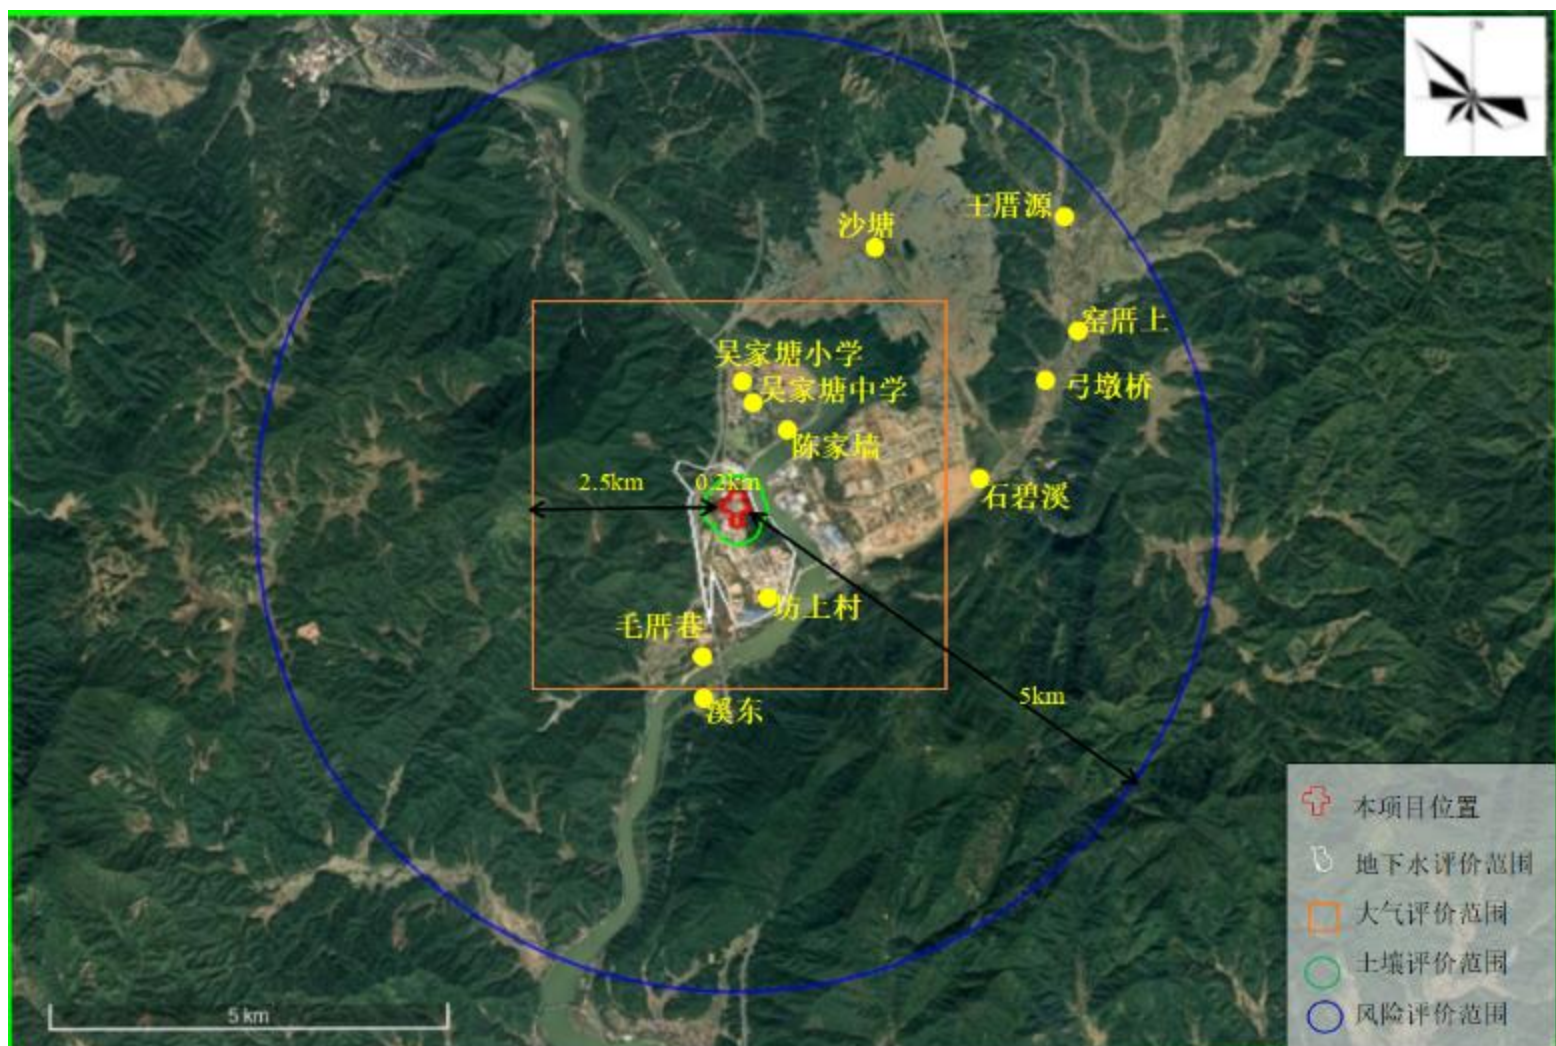 N
王厝源
沙塘
窑厝上
吴家塘小学
弓墩桥
吴家塘中学
陈家墙
2.5km
0.2km
石碧溪
坊上村
毛厝巷
5km
溪东
本项目位置
地下水评价范围
大气评价范围
土壤评价范围
风险评价范围
5 km